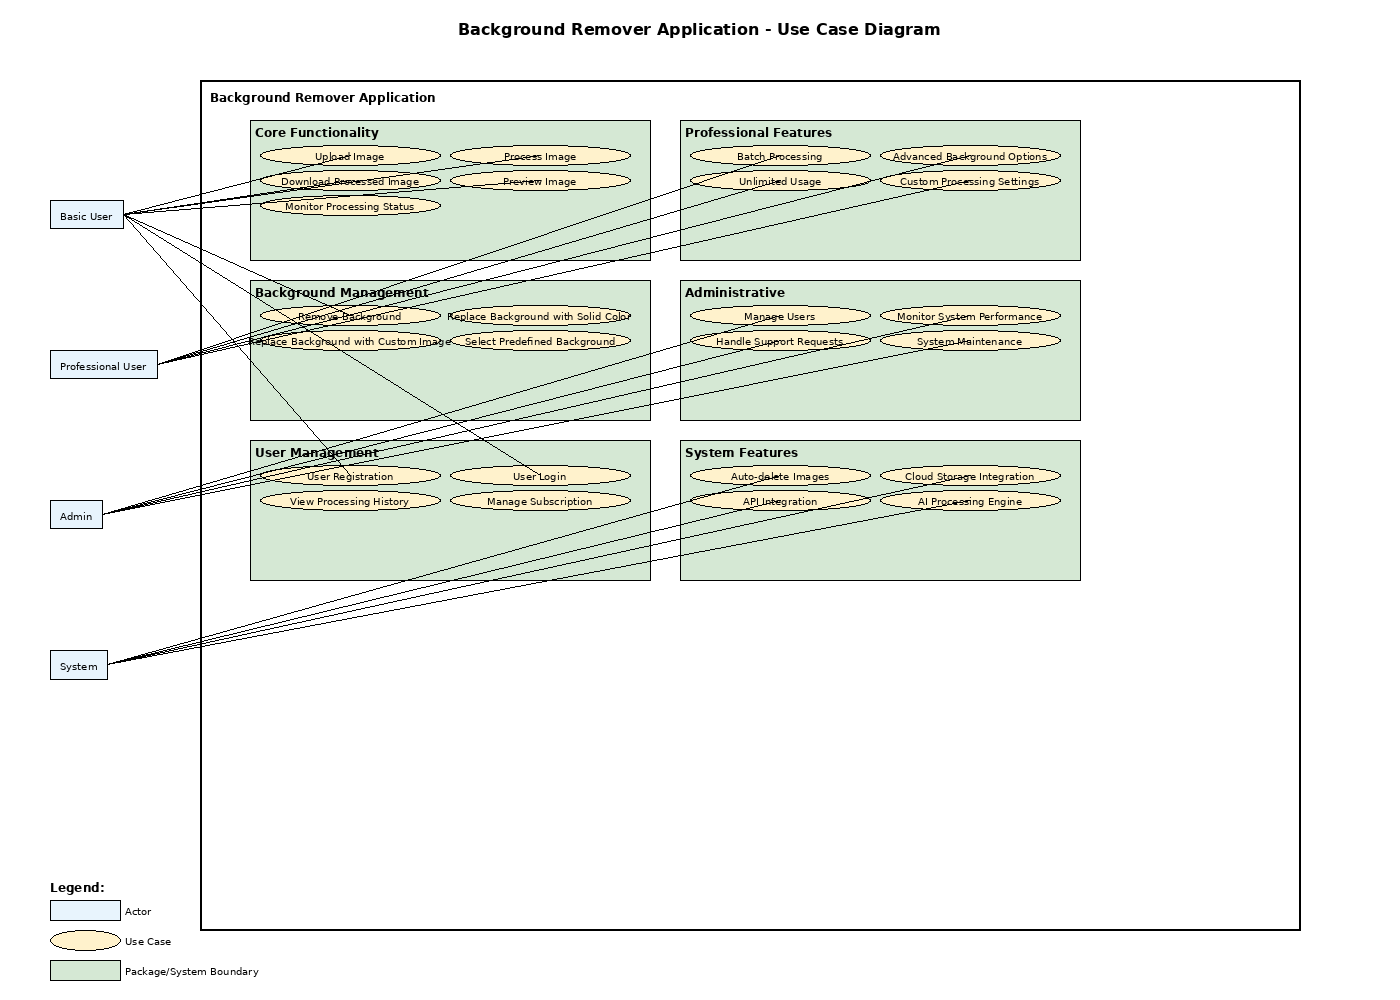 Background Remover Application - Use Case Diagram
Background Remover Application
Core Functionality
Upload Image
Process Image
Download Processed Image
Preview Image
Monitor Processing Status
Professional Features
Batch Processing
Advanced Background Options
Unlimited Usage
Custom Processing Settings
Basic User
Background Management
Remove Background
Replace Background with Solid Color
Replace Background with Custom Image
Select Predefined Background
Administrative
Manage Users
Monitor System Performance
Handle Support Requests
System Maintenance
Professional User
User Management
User Registration
User Login
View Processing History
Manage Subscription
System Features
Auto-delete Images
Cloud Storage Integration
API Integration
AI Processing Engine
Admin
System
Legend:
Actor
Use Case
Package/System Boundary